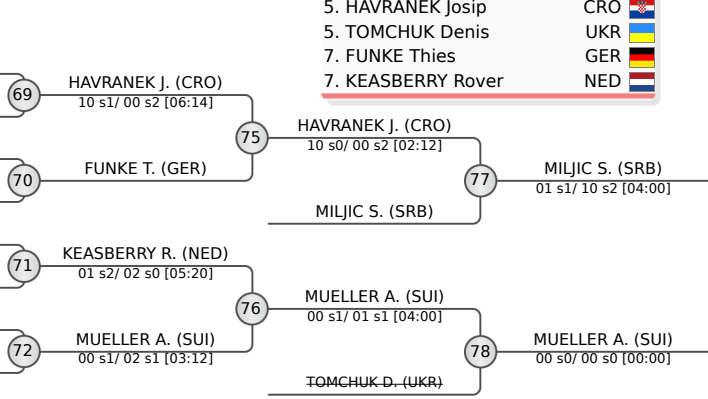 5. HAVRANEK Josip CRO
5. TOMCHUK Denis UKR
7. FUNKE Thies GER
7. KEASBERRY Rover NED
69
HAVRANEK J. (CRO)
10 s1/ 00 s2 [06:14]
75
HAVRANEK J. (CRO)
10 s0/ 00 s2 [02:12]
70
FUNKE T. (GER)
77
MILJIC S. (SRB)
01 s1/ 10 s2 [04:00]
MILJIC S. (SRB)
71
KEASBERRY R. (NED)
01 s2/ 02 s0 [05:20]
76
MUELLER A. (SUI)
00 s1/ 01 s1 [04:00]
72
MUELLER A. (SUI)
00 s1/ 02 s1 [03:12]
78
MUELLER A. (SUI)
00 s0/ 00 s0 [00:00]
TOMCHUK D. (UKR)